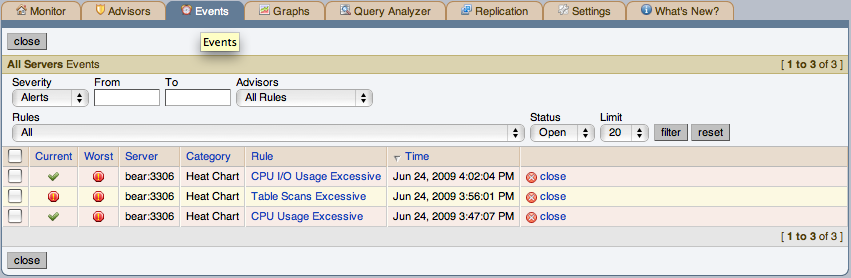 Monitor Advisors Events Graphs Query Analyzer Replication Settings What's New?
close Events
All Servers Events [ 1 to 3 of 3 ]
Severity From To Advisors
Alerts All Rules
Rules Status Limit
All Open 20 filter reset
Current Worst Server Category Rule Time
bear:3306 Heat Chart CPU I/O Usage Excessive Jun 24, 2009 4:02:04 PM close
bear:3306 Heat Chart Table Scans Excessive Jun 24, 2009 3:56:01 PM close
bear:3306 Heat Chart CPU Usage Excessive Jun 24, 2009 3:47:07 PM close
[ 1 to 3 of 3 ]
close